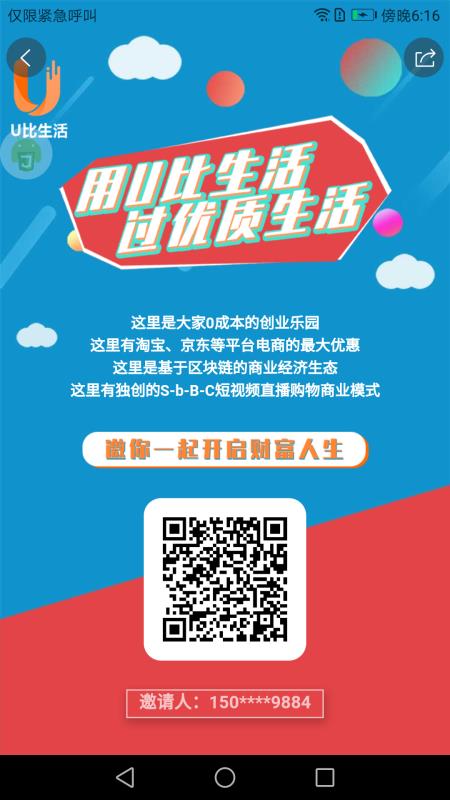 仅限紧急呼叫
傍晚6:16
U比生活
用U比生活
过优质生活
这里是大家0成本的创业乐园
这里有淘宝、京东等平台电商的最大优惠
这里是基于区块链的商业经济生态
这里有独创的S-b-B-C短视频直播购物商业模式
邀你一起开启财富人生
邀请人：150****9884